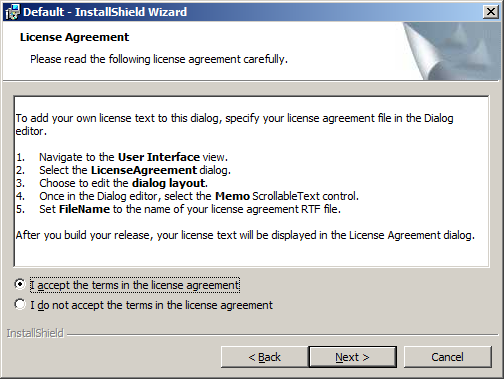 Default - InstallShield Wizard
License Agreement
Please read the following license agreement carefully.
To add your own license text to this dialog, specify your license agreement file in the Dialog
editor.
1. Navigate to the User Interface view.
2. Select the LicenseAgreement dialog.
3. Choose to edit the dialog layout.
4. Once in the Dialog editor, select the Memo ScrollableText control.
5. Set FileName to the name of your license agreement RTF file.
After you build your release, your license text will be displayed in the License Agreement dialog.
I accept the terms in the license agreement
I do not accept the terms in the license agreement
InstallShield
< Back Next > Cancel